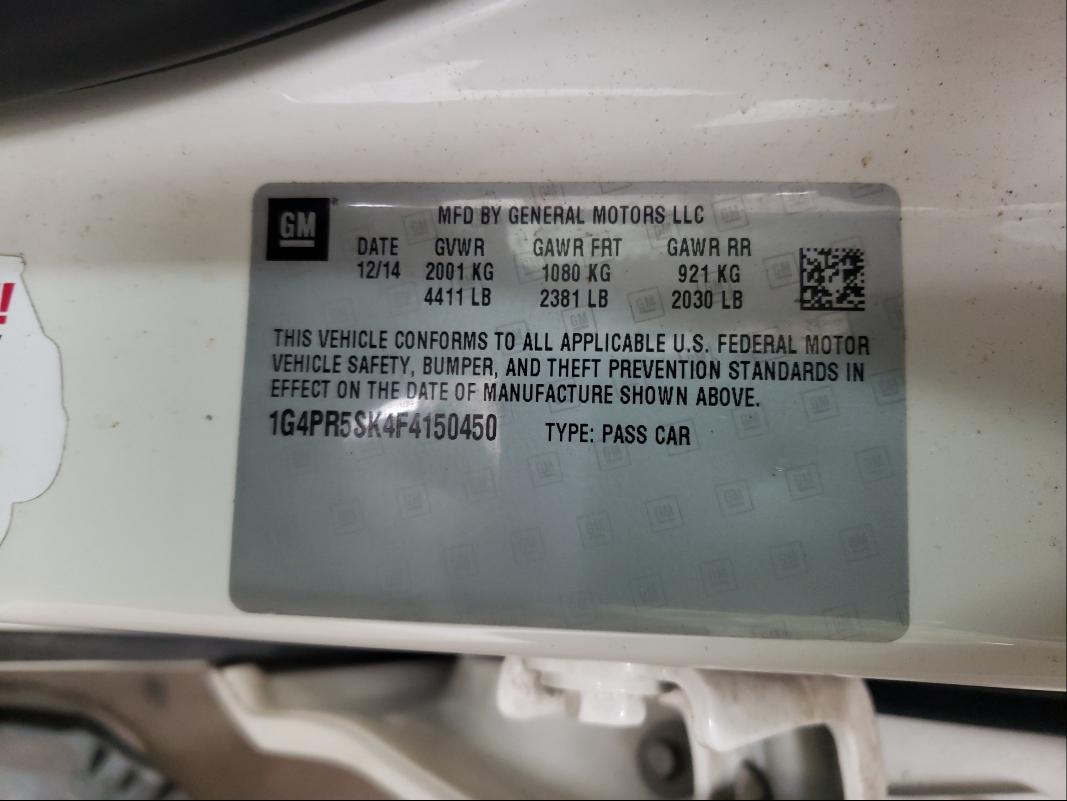 GM
MFD BY GENERAL MOTORS LLC
DATE GVWR GAWR FRT GAWR RR
12/14 2001 KG 1080 KG 921 KG
4411 LB 2381 LB 2030 LB
THIS VEHICLE CONFORMS TO ALL APPLICABLE U.S. FEDERAL MOTOR
VEHICLE SAFETY, BUMPER, AND THEFT PREVENTION STANDARDS IN
EFFECT ON THE DATE OF MANUFACTURE SHOWN ABOVE.
1G4PR5SK4F4150450 TYPE: PASS CAR